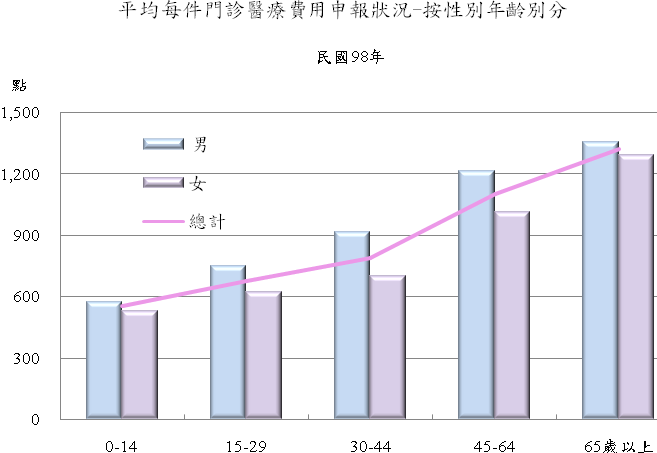 平均每件門診醫療費用申報狀況-按性別年齡別分
民國98年
點
1,500
1,200
900
600
300
0
男
女
總計
0-14 15-29 30-44 45-64 65歲以上